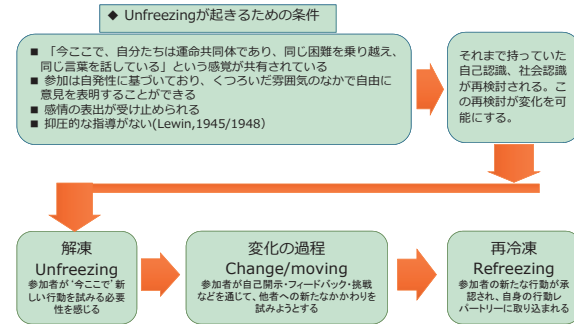 ◆ Unfreezingが起きるための条件
■ 「今ここで、自分たちは運命共同体であり、同じ困難を乗り越え、
同じ言葉を話している」という感覚が共有されている
■ 参加は自発性に基づいており、くつろいだ雰囲気のなかで自由に
意見を表明することができる
■ 感情の表出が受け止められる
■ 抑圧的な指導がない(Lewin,1945/1948)
それまで持っていた
自己認識、社会認識
が再検討される。こ
の再検討が変化を可
能にする。
解凍
Unfreezing
参加者が‘今ここで’新
しい行動を試みる必要
性を感じる
変化の過程
Change/moving
参加者が自己開示・フィードバック・挑戦
などを通じて、他者への新たなかかわりを
試みようとする
再冷凍
Refreezing
参加者の新たな行動が承
認され、自身の行動レ
パートリーに取り込まれる